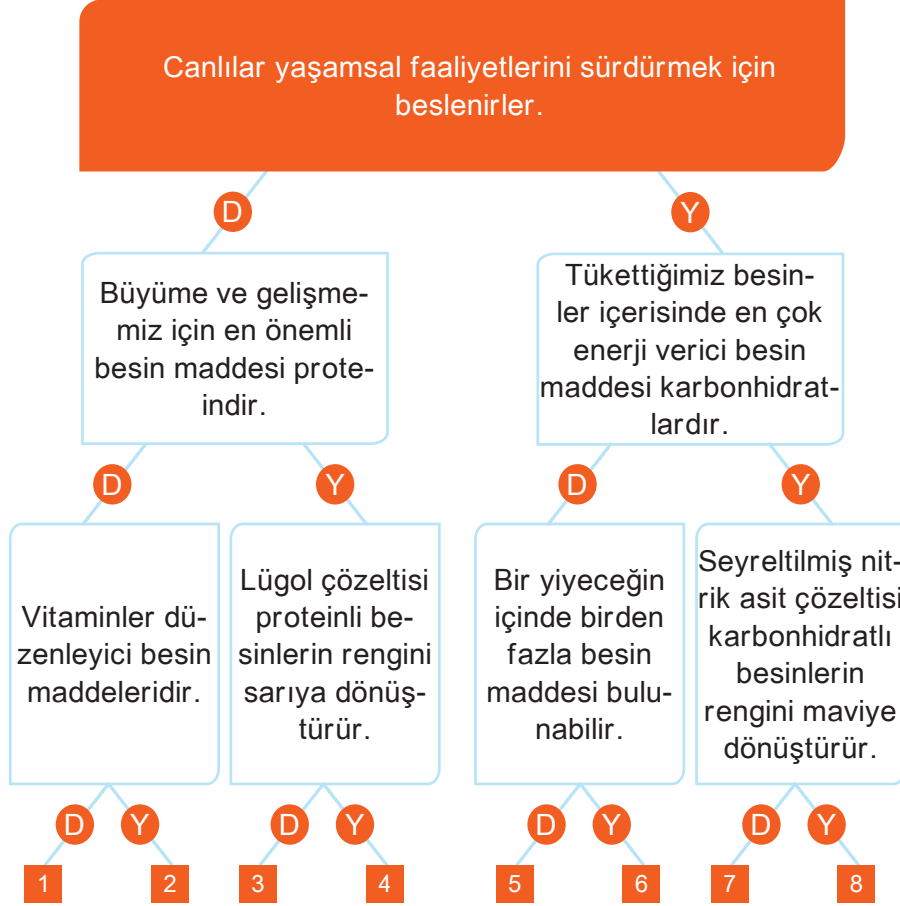 Canlılar yaşamsal faaliyetlerini sürdürmek için
beslenirler.
D
Y
Büyüme ve gelişme-
miz için en önemli
besin maddesi prote-
indir.
Tükettiğimiz besin-
ler içerisinde en çok
enerji verici besin
maddesi karbonhidrat-
lardır.
D
Y
D
Y
Vitaminler dü-
zenleyici besin
maddeleridir.
Lügol çözeltisi
proteinli be-
sinlerin rengini
sarıya dönüş-
türür.
Bir yiyeceğin
içinde birden
fazla besin
maddesi bulu-
nabilir.
Seyreltilmiş nit-
rik asit çözeltisi
karbonhidratlı
besinlerin
rengini maviye
dönüştürür.
D
Y
D
Y
D
Y
D
Y
1
2
3
4
5
6
7
8